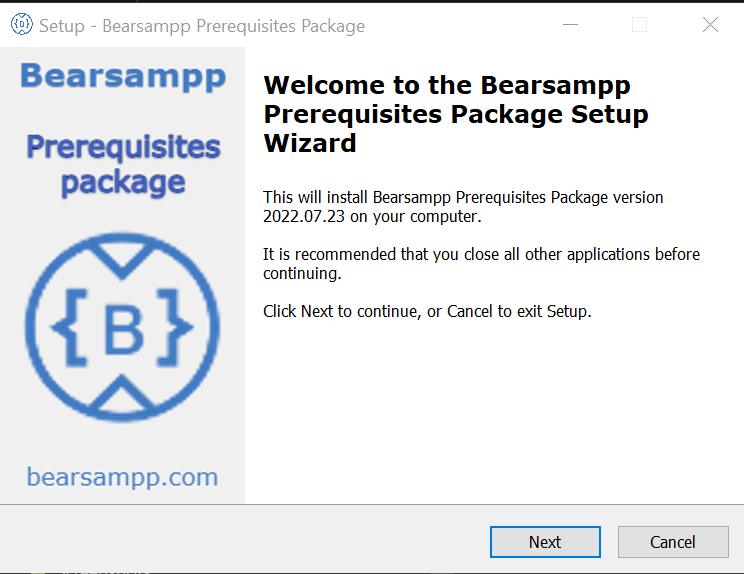 Setup - Bearsampp Prerequisites Package
Bearsampp
Prerequisites
package
{B}
bearsampp.com
Welcome to the Bearsampp
Prerequisites Package Setup
Wizard
This will install Bearsampp Prerequisites Package version
2022.07.23 on your computer.
It is recommended that you close all other applications before
continuing.
Click Next to continue, or Cancel to exit Setup.
Next
Cancel